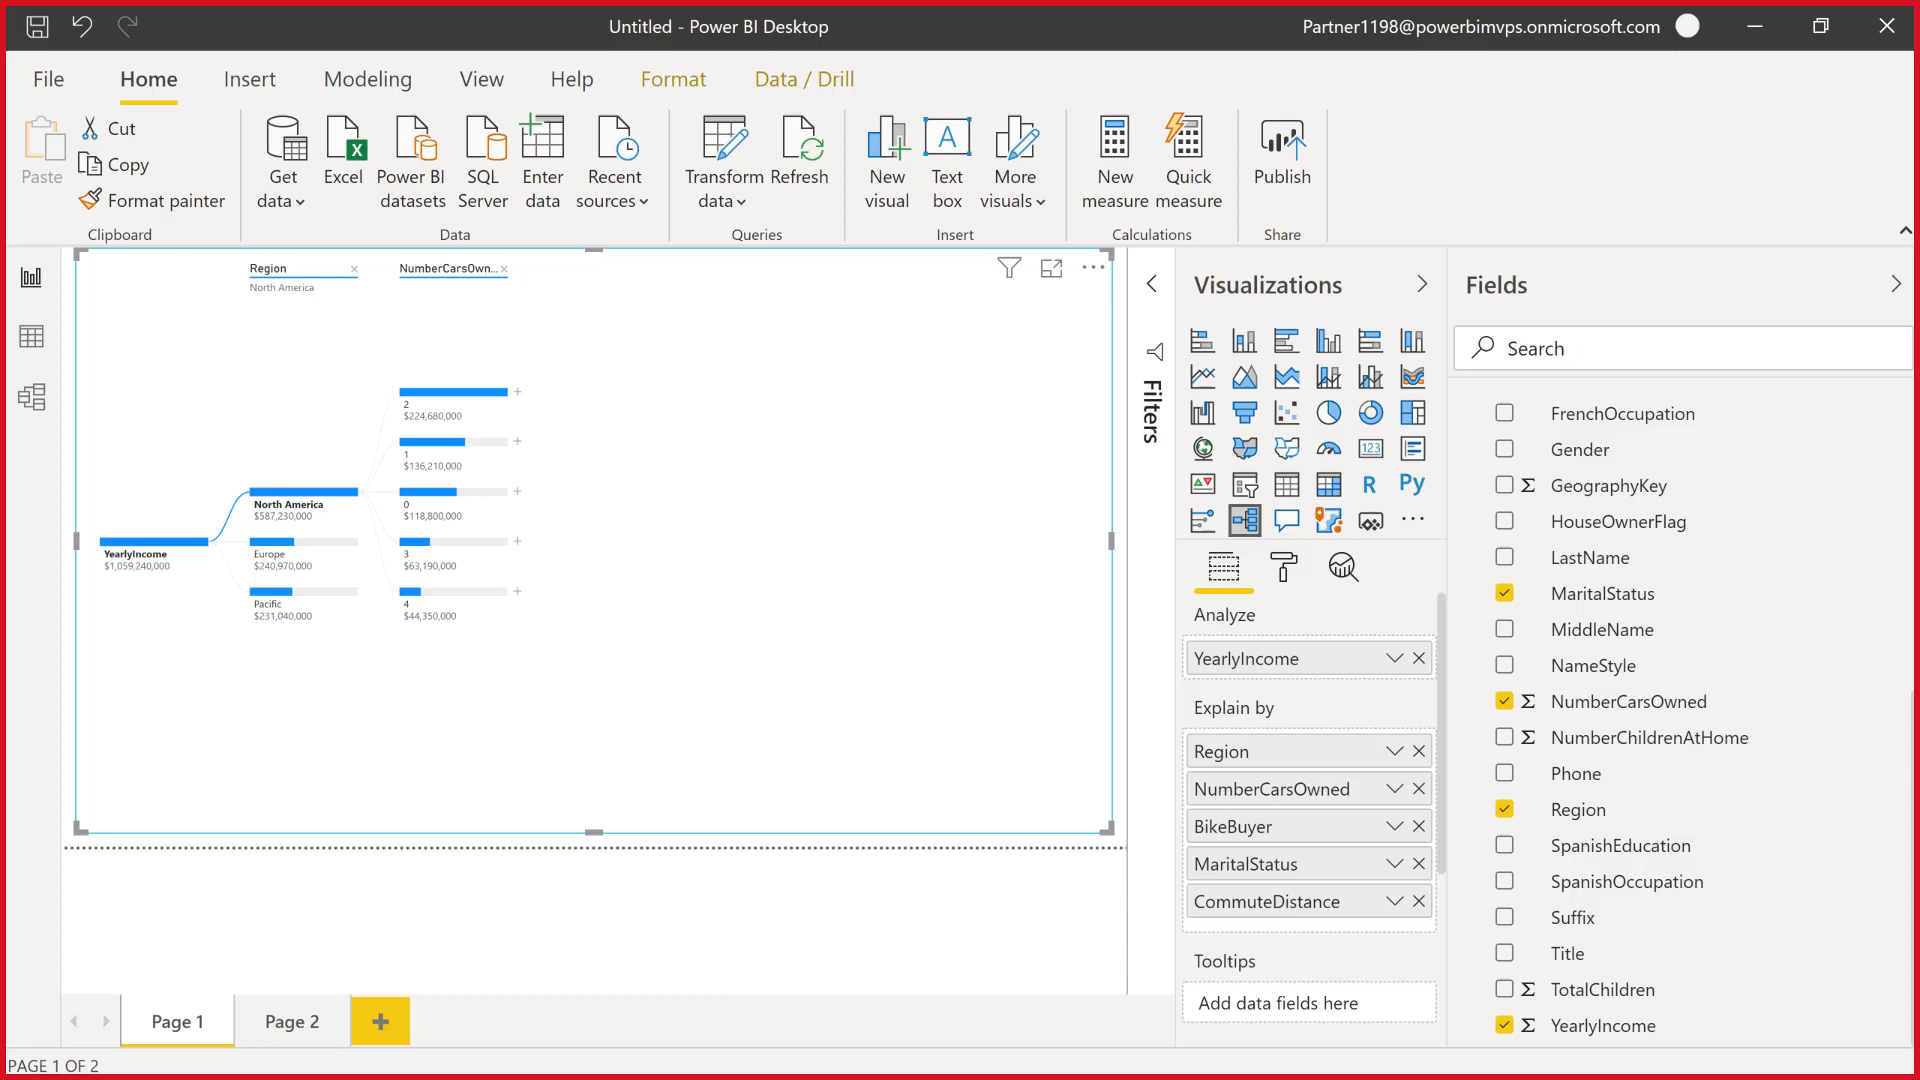 Untitled - Power BI Desktop
Partner1198@powerbimvps.onmicrosoft.com
File Home Insert Modeling View Help Format Data / Drill
Paste
Cut
Copy
Format painter
Clipboard
Get data
Excel
Power BI datasets
SQL Server
Enter data
Recent sources
Data
Transform data
Refresh
Queries
New visual
Text box
More visuals
Insert
New measure
Quick measure
Calculations
Publish
Share
Region
North America
NumberCarsOwn...
YearlyIncome
$1,059,240,000
North America
$587,230,000
Europe
$240,970,000
Pacific
$231,040,000
2
$224,680,000
1
$136,210,000
0
$118,800,000
3
$63,190,000
4
$44,350,000
Filters
Visualizations
123
R
Py
Analyze
YearlyIncome
Explain by
Region
NumberCarsOwned
BikeBuyer
MaritalStatus
CommuteDistance
Tooltips
Add data fields here
Fields
Search
FrenchOccupation
Gender
Σ GeographyKey
HouseOwnerFlag
LastName
MaritalStatus
MiddleName
NameStyle
Σ NumberCarsOwned
Σ NumberChildrenAtHome
Phone
Region
SpanishEducation
SpanishOccupation
Suffix
Title
Σ TotalChildren
Σ YearlyIncome
Page 1
Page 2
PAGE 1 OF 2